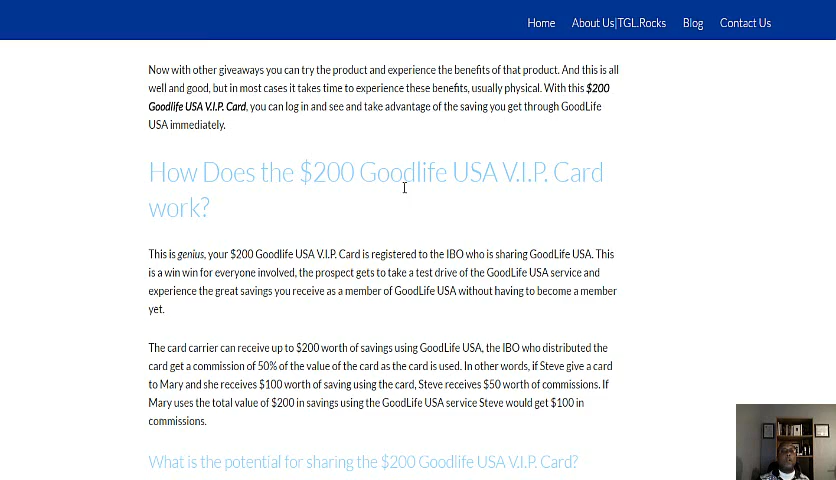 Home About Us|TGL.Rocks Blog Contact Us
Now with other giveaways you can try the product and experience the benefits of that product. And this is all
well and good, but in most cases it takes time to experience these benefits, usually physical. With this $200
Goodlife USA V.I.P. Card, you can log in and see and take advantage of the saving you get through GoodLife
USA immediately.
How Does the $200 Goodlife USA V.I.P. Card
work?
This is genius, your $200 Goodlife USA V.I.P. Card is registered to the IBO who is sharing GoodLife USA. This
is a win win for everyone involved, the prospect gets to take a test drive of the GoodLife USA service and
experience the great savings you receive as a member of GoodLife USA without having to become a member
yet.
The card carrier can receive up to $200 worth of savings using GoodLife USA, the IBO who distributed the
card get a commission of 50% of the value of the card as the card is used. In other words, if Steve give a card
to Mary and she receives $100 worth of saving using the card, Steve receives $50 worth of commissions. If
Mary uses the total value of $200 in savings using the GoodLife USA service Steve would get $100 in
commissions.
What is the potential for sharing the $200 Goodlife USA V.I.P. Card?